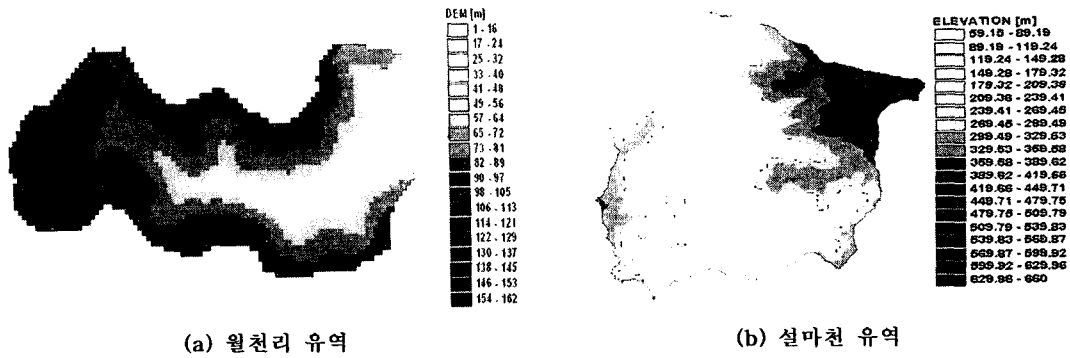 DEM [m]
1 - 16
17 - 24
25 - 32
33 - 40
41 - 48
49 - 56
57 - 64
65 - 72
73 - 81
82 - 89
90 - 97
98 - 105
106 - 113
114 - 121
122 - 129
130 - 137
138 - 145
146 - 153
154 - 162
(a) 월천리 유역
ELEVATION [m]
59.15 - 89.19
89.19 - 119.24
119.24 - 149.28
149.28 - 179.32
179.32 - 209.36
209.36 - 239.41
239.41 - 269.45
269.45 - 299.49
299.49 - 329.53
329.53 - 359.58
359.58 - 389.62
389.62 - 419.66
419.66 - 449.71
449.71 - 479.75
479.75 - 509.79
509.79 - 539.83
539.83 - 569.87
569.87 - 599.92
599.92 - 629.96
629.96 - 660
(b) 설마천 유역